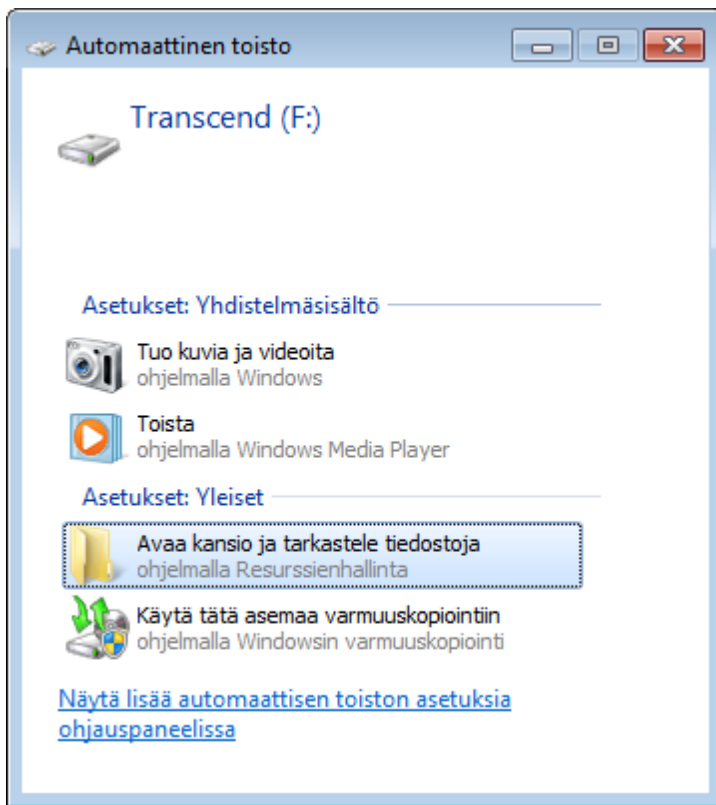 Automaattinen toisto
Transcend (F:)
Asetukset: Yhdistelmäsisältö
Tuo kuvia ja videoita
ohjelmalla Windows
Toista
ohjelmalla Windows Media Player
Asetukset: Yleiset
Avaa kansio ja tarkastele tiedostoja
ohjelmalla Resurssienhallinta
Käytä tätä asemaa varmuuskopiointiin
ohjelmalla Windowsin varmuuskopiointi
Näytä lisää automaattisen toiston asetuksia
ohjauspaneelissa